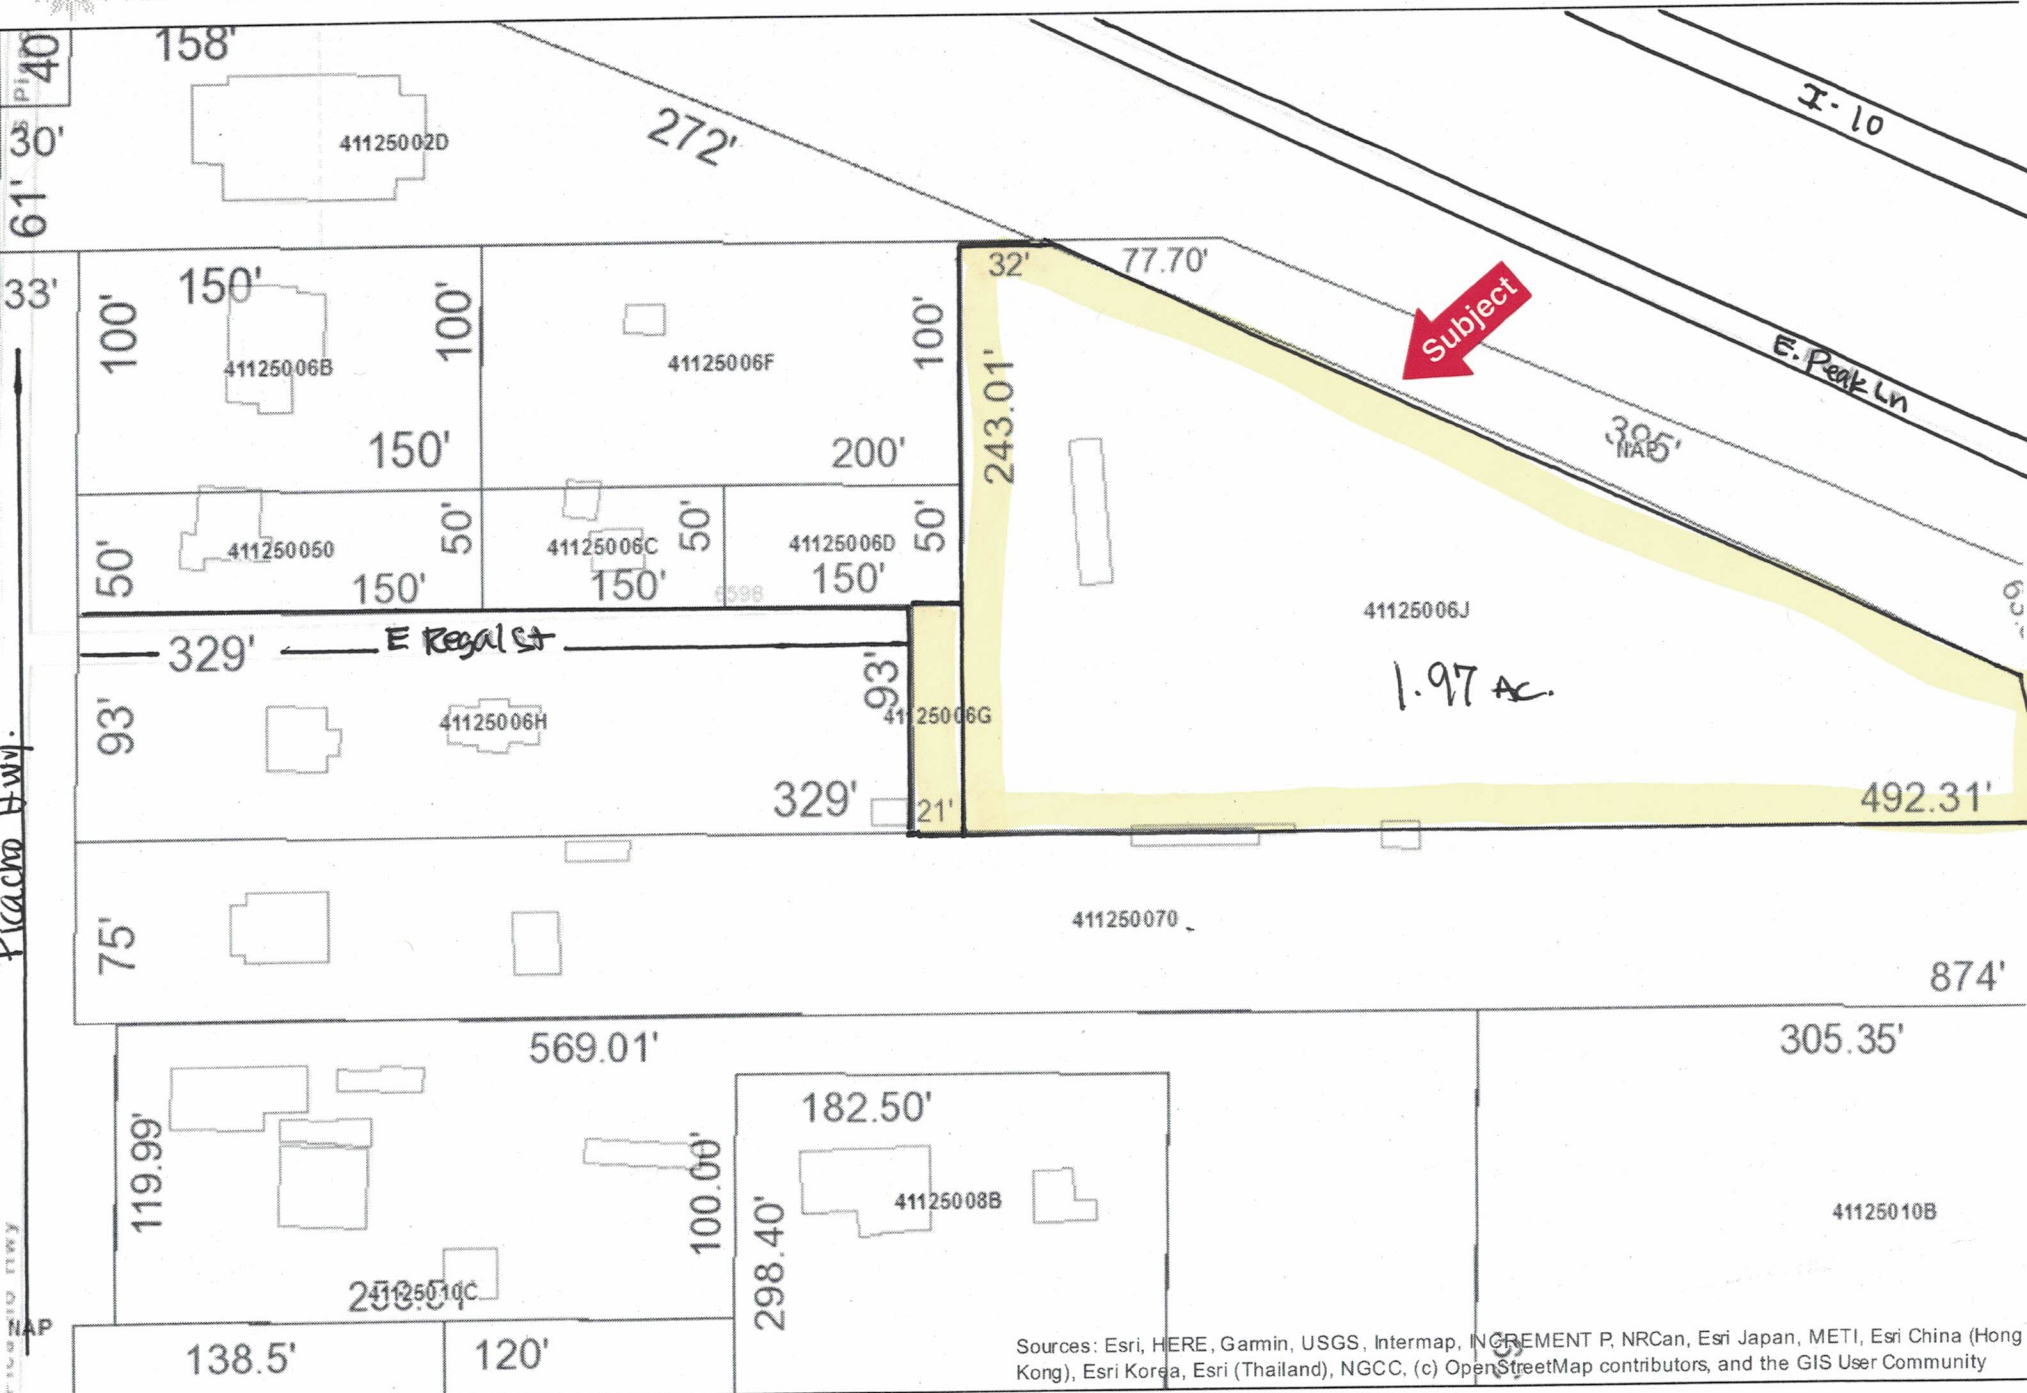 40'
158'
30'
61'
41125002D
272'
I-10
33'
150'
100'
100'
100'
32'
77.70'
Subject
41125006B
41125006F
243.01'
E. Peak Ln
150'
200'
395'
NAP
50'
411250050
50'
41125006C
50'
41125006D
50'
150'
150'
6598
150'
41125006J
329'
E Regal St
93'
1.97 AC.
93'
41125006H
41125006G
329'
21'
492.31'
Picacho Hwy.
75'
411250070
874'
569.01'
305.35'
119.99'
182.50'
100.00'
41125008B
298.40'
41125010B
41125010C
NAP
138.5'
120'
Sources: Esri, HERE, Garmin, USGS, Intermap, INCREMENT P, NRCan, Esri Japan, METI, Esri China (Hong
Kong), Esri Korea, Esri (Thailand), NGCC, (c) OpenStreetMap contributors, and the GIS User Community